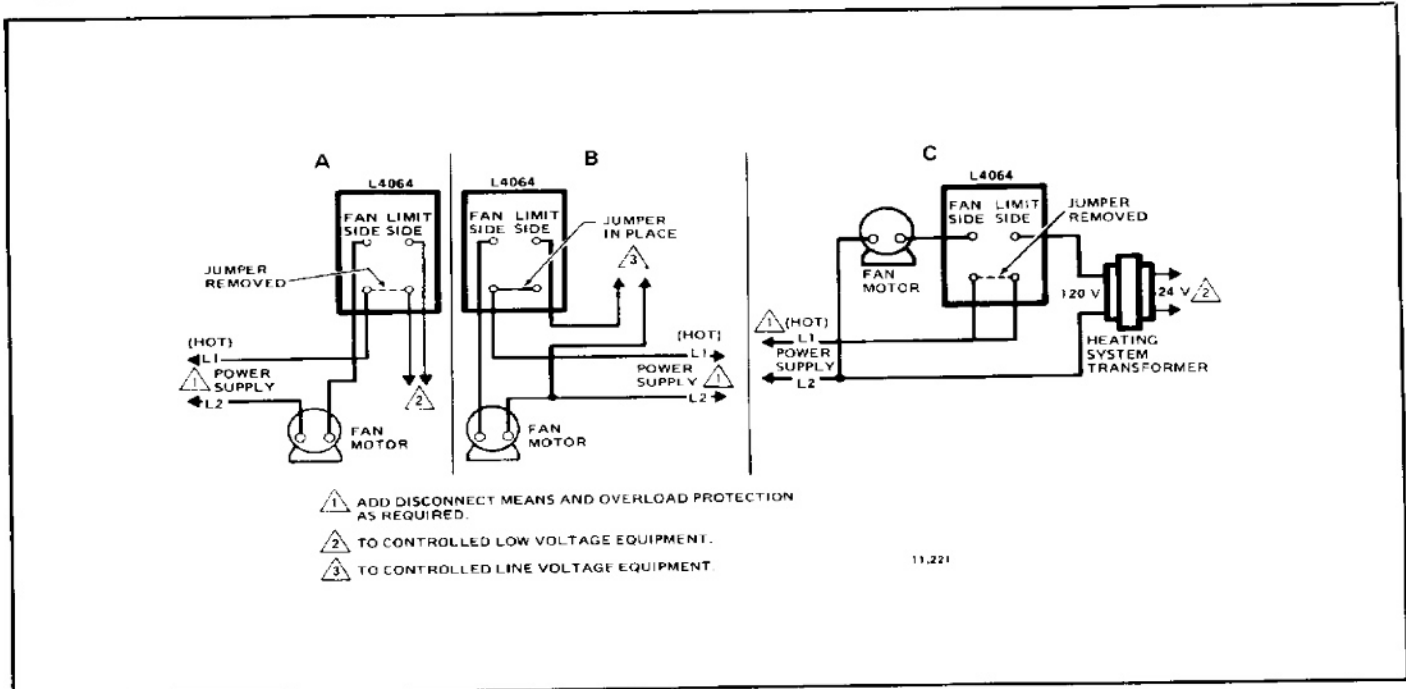 A
L4064
FAN LIMIT
SIDE SIDE
JUMPER
REMOVED
(HOT)
L1
1 POWER
SUPPLY
L2
2
FAN
MOTOR
B
L4064
FAN LIMIT
SIDE SIDE
JUMPER
IN PLACE
3
(HOT)
L1
POWER
SUPPLY 1
L2
FAN
MOTOR
C
L4064
FAN LIMIT
SIDE SIDE
JUMPER
REMOVED
FAN
MOTOR
120 V
24 V 2
1 (HOT)
L1
POWER
SUPPLY
L2
HEATING
SYSTEM
TRANSFORMER
1 ADD DISCONNECT MEANS AND OVERLOAD PROTECTION
AS REQUIRED.
2 TO CONTROLLED LOW VOLTAGE EQUIPMENT.
3 TO CONTROLLED LINE VOLTAGE EQUIPMENT.
11,221